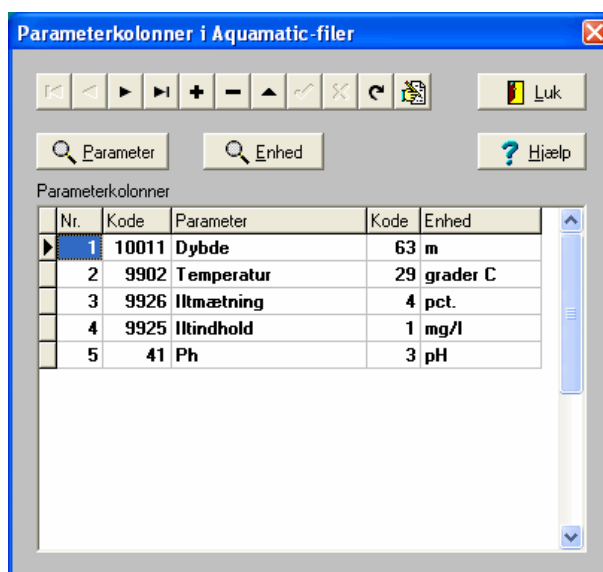 Parameterkolonner i Aquamatic-filer
Luk
Parameter Enhed Hjælp
Parameterkolonner
Nr. Kode Parameter Kode Enhed
1 10011 Dybde 63 m
2 9902 Temperatur 29 grader C
3 9926 Iltmætning 4 pct.
4 9925 Iltindhold 1 mg/l
5 41 Ph 3 pH